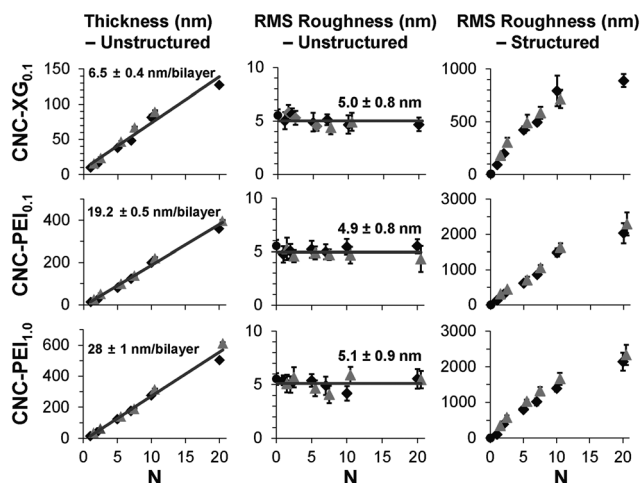 Thickness (nm) – Unstructured
RMS Roughness (nm) – Unstructured
RMS Roughness (nm) – Structured
CNC-XG0.1
150
100
50
0
6.5 ± 0.4 nm/bilayer
10
5
0
5.0 ± 0.8 nm
1000
500
0
CNC-PEI0.1
400
200
0
19.2 ± 0.5 nm/bilayer
10
5
0
4.9 ± 0.8 nm
3000
2000
1000
0
CNC-PEI1.0
600
400
200
0
28 ± 1 nm/bilayer
10
5
0
5.1 ± 0.9 nm
3000
2000
1000
0
0 5 10 15 20
0 5 10 15 20
0 5 10 15 20
N
N
N